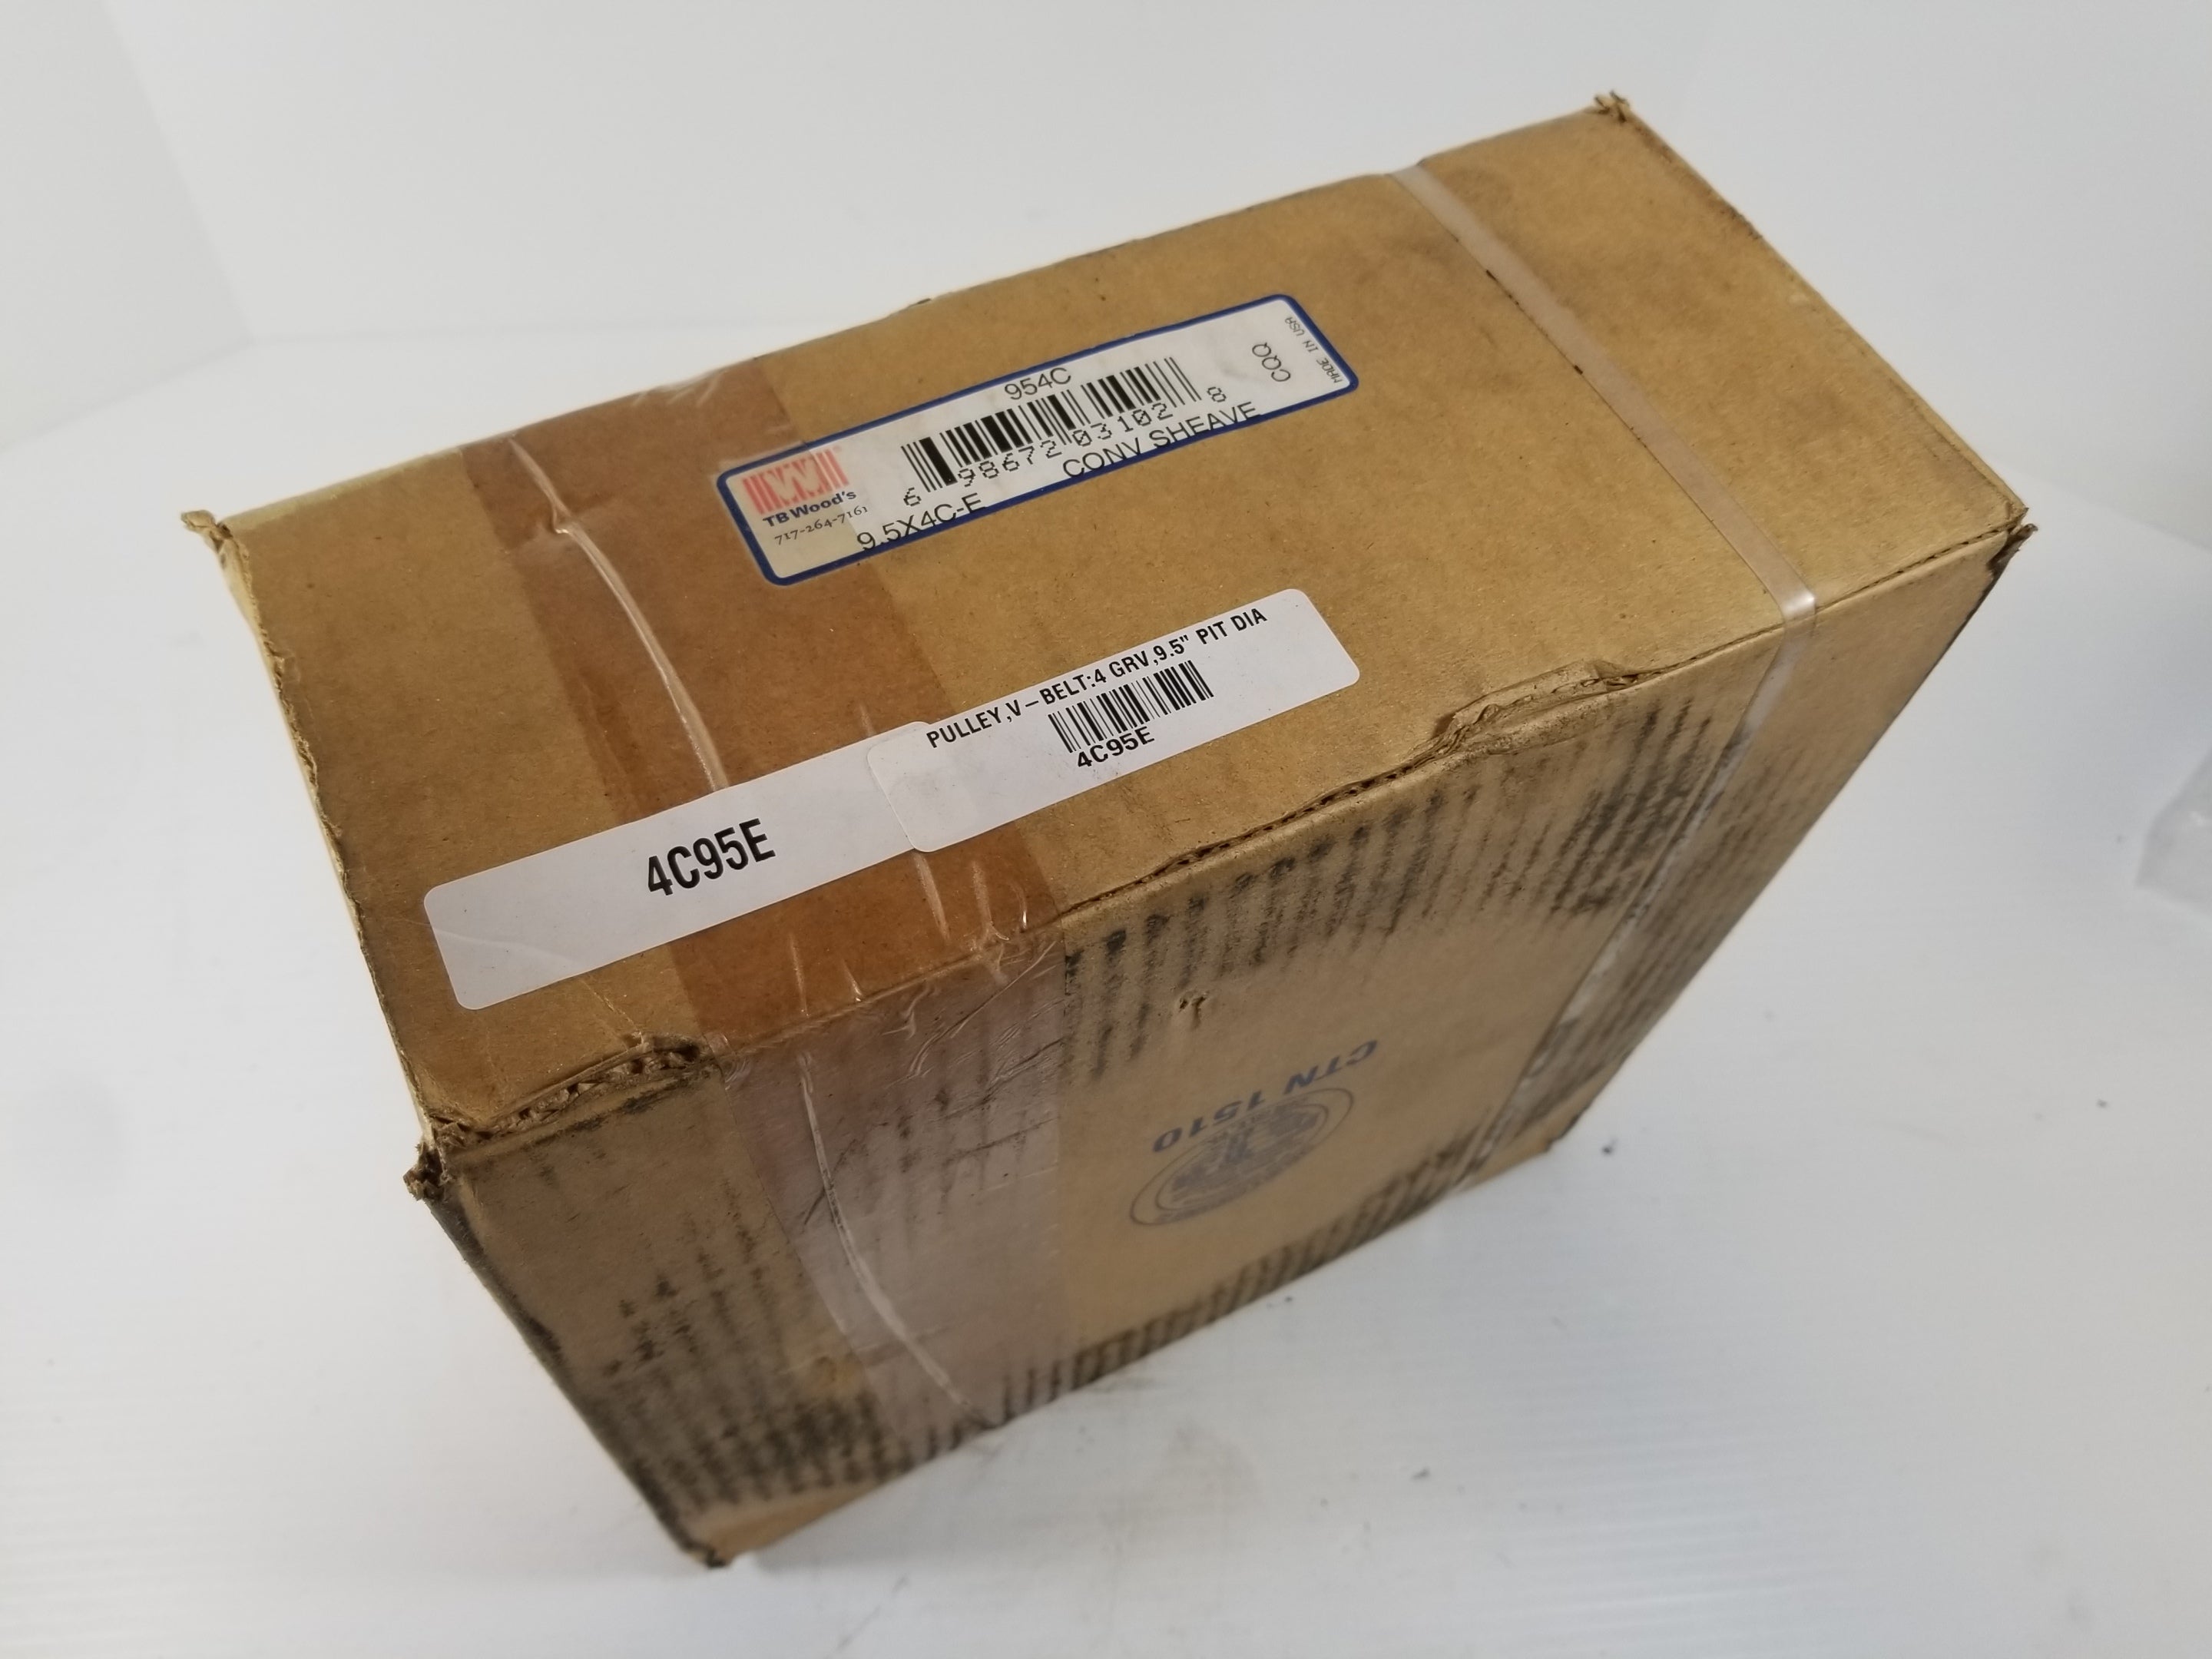 954C
6 98672 03102 8
CQQ
MADE IN USA
TB Wood's
717-264-7161
9.5X4C-E CONV SHEAVE
PULLEY,V-BELT:4 GRV,9.5" PIT DIA
4C95E
4C95E
CTN 1510